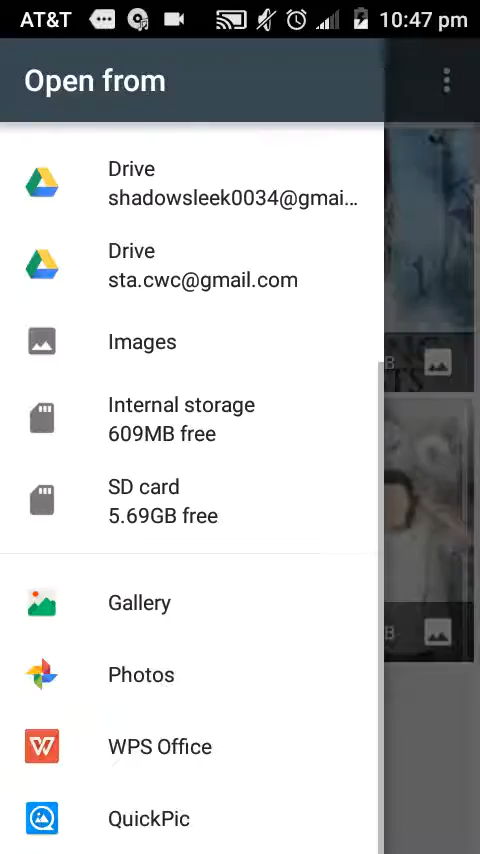 AT&T
10:47 pm
Open from
Drive
shadowsleek0034@gmai...
Drive
sta.cwc@gmail.com
Images
Internal storage
609MB free
SD card
5.69GB free
Gallery
Photos
WPS Office
QuickPic